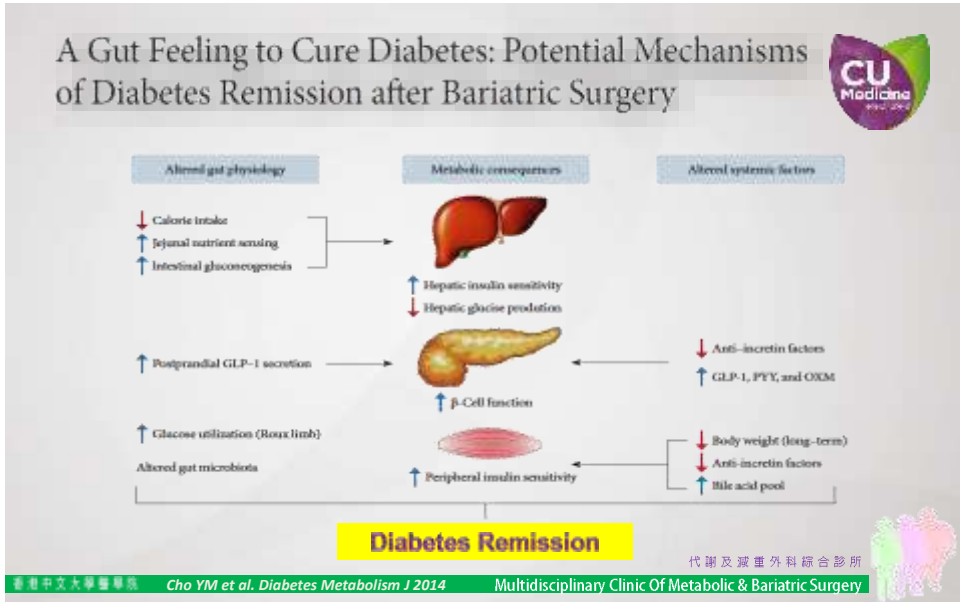 A Gut Feeling to Cure Diabetes: Potential Mechanisms
of Diabetes Remission after Bariatric Surgery
CU
Medicine
Altered gut physiology
Metabolic consequences
Altered systemic factors
↓ Calorie intake
↑ Jejunal nutrient sensing
↑ Intestinal gluconeogenesis
↑ Hepatic insulin sensitivity
↓ Hepatic glucise prodution
↑ Postprandial GLP-1 secretion
↓ Anti-incretin factors
↑ GLP-1, PYY, and OXM
↑ β-Cell function
↑ Glucose utilization (Roux limb)
Altered gut microbiota
↑ Peripheral insulin sensitivity
↓ Body weight (long-term)
↓ Anti-incretin factors
↑ Bile acid pool
Diabetes Remission
代謝及減重外科綜合診所
香港中文大學醫學院
Cho YM et al. Diabetes Metabolism J 2014
Multidisciplinary Clinic Of Metabolic & Bariatric Surgery